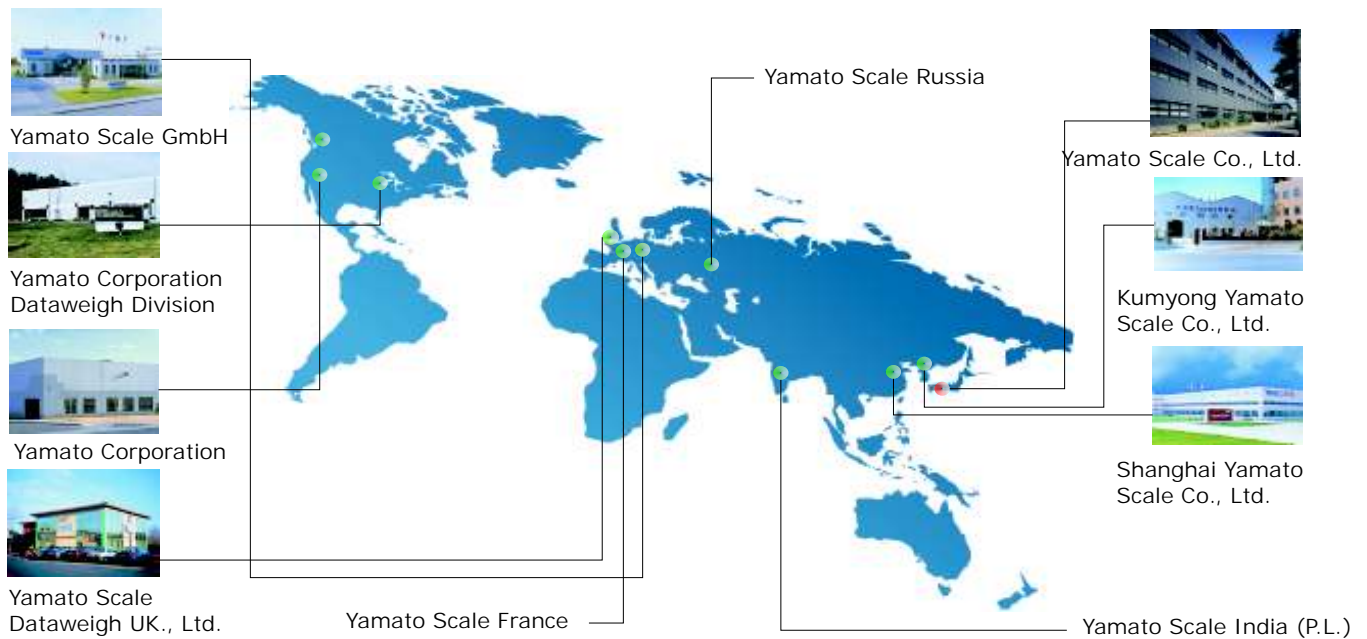 Yamato Scale GmbH
Yamato Corporation
Dataweigh Division
Yamato Corporation
Yamato Scale
Dataweigh UK., Ltd.
Yamato Scale France
Yamato Scale Russia
Yamato Scale Co., Ltd.
Kumyong Yamato
Scale Co., Ltd.
Shanghai Yamato
Scale Co., Ltd.
Yamato Scale India (P.L.)